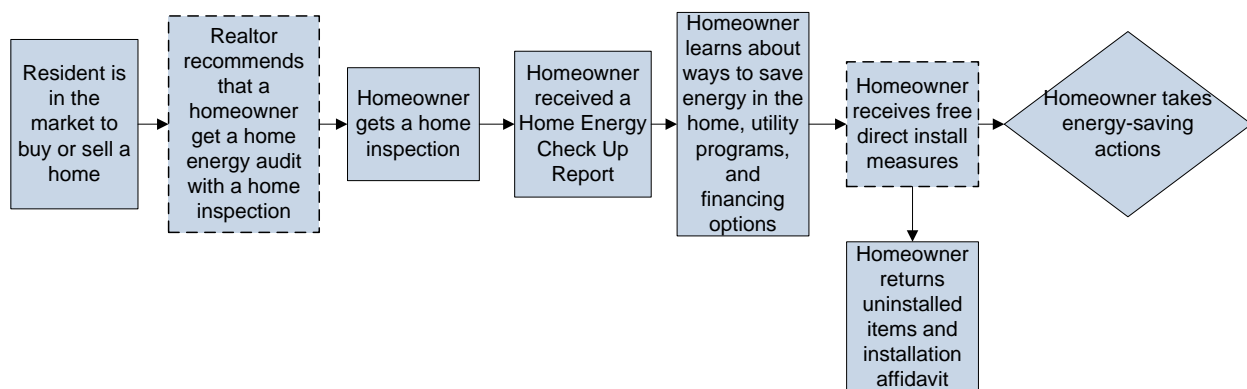 Resident is
in the
market to
buy or sell a
home
Realtor
recommends
that a
homeowner
get a home
energy audit
with a home
inspection
Homeowner
gets a home
inspection
Homeowner
received a
Home Energy
Check Up
Report
Homeowner
learns about
ways to save
energy in the
home, utility
programs,
and
financing
options
Homeowner
receives free
direct install
measures
Homeowner takes
energy-saving
actions
Homeowner
returns
uninstalled
items and
installation
affidavit